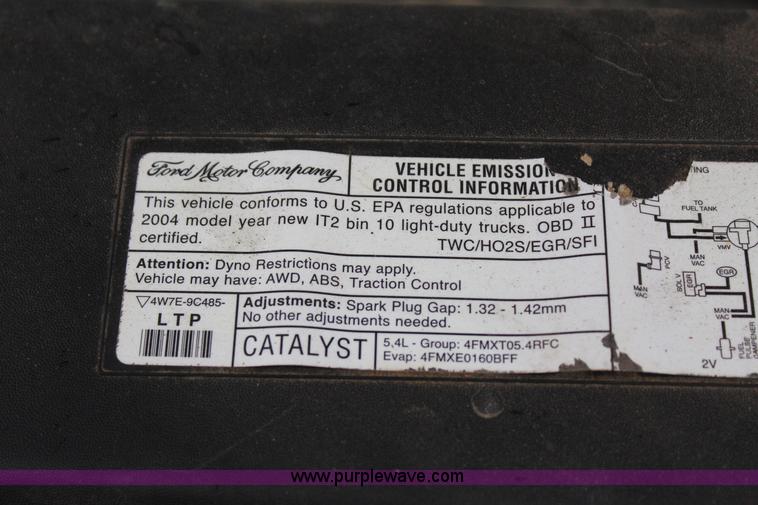 Ford Motor Company
VEHICLE EMISSION
CONTROL INFORMATION
This vehicle conforms to U.S. EPA regulations applicable to
2004 model year new IT2 bin 10 light-duty trucks. OBD II
certified.
TWC/HO2S/EGR/SFI
Attention: Dyno Restrictions may apply.
Vehicle may have: AWD, ABS, Traction Control
▽4W7E-9C485-
LTP
Adjustments: Spark Plug Gap: 1.32 - 1.42mm
No other adjustments needed.
CATALYST
5,4L - Group: 4FMXT05.4RFC
Evap: 4FMXE0160BFF
TO
FUEL TANK
VMV
MAN
VAC
PCV
MAN
VAC
SOL V
EGR
EGR
MAN
VAC
FUEL
PULSE
2V
www.purplewave.com